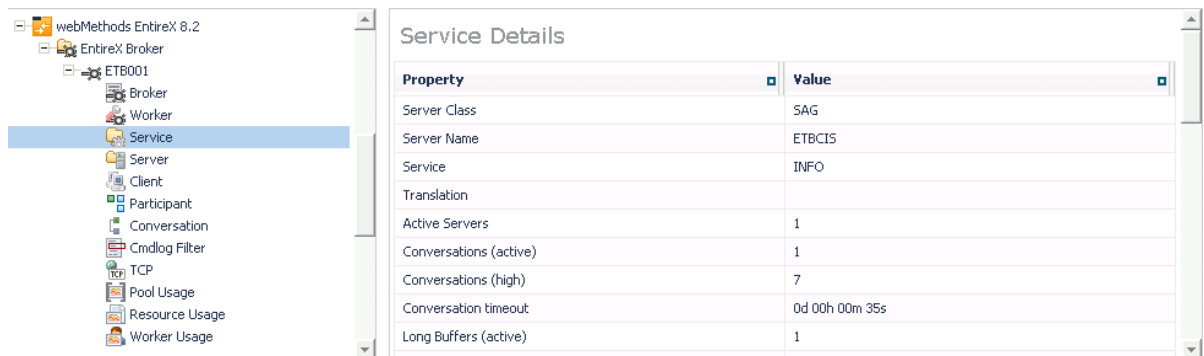 webMethods EntireX 8.2
EntireX Broker
ETB001
Broker
Worker
Service
Server
Client
Participant
Conversation
Cmdlog Filter
TCP
TCP
Pool Usage
Resource Usage
Worker Usage
Service Details
Property Value
Server Class SAG
Server Name ETBCIS
Service INFO
Translation
Active Servers 1
Conversations (active) 1
Conversations (high) 7
Conversation timeout 0d 00h 00m 35s
Long Buffers (active) 1